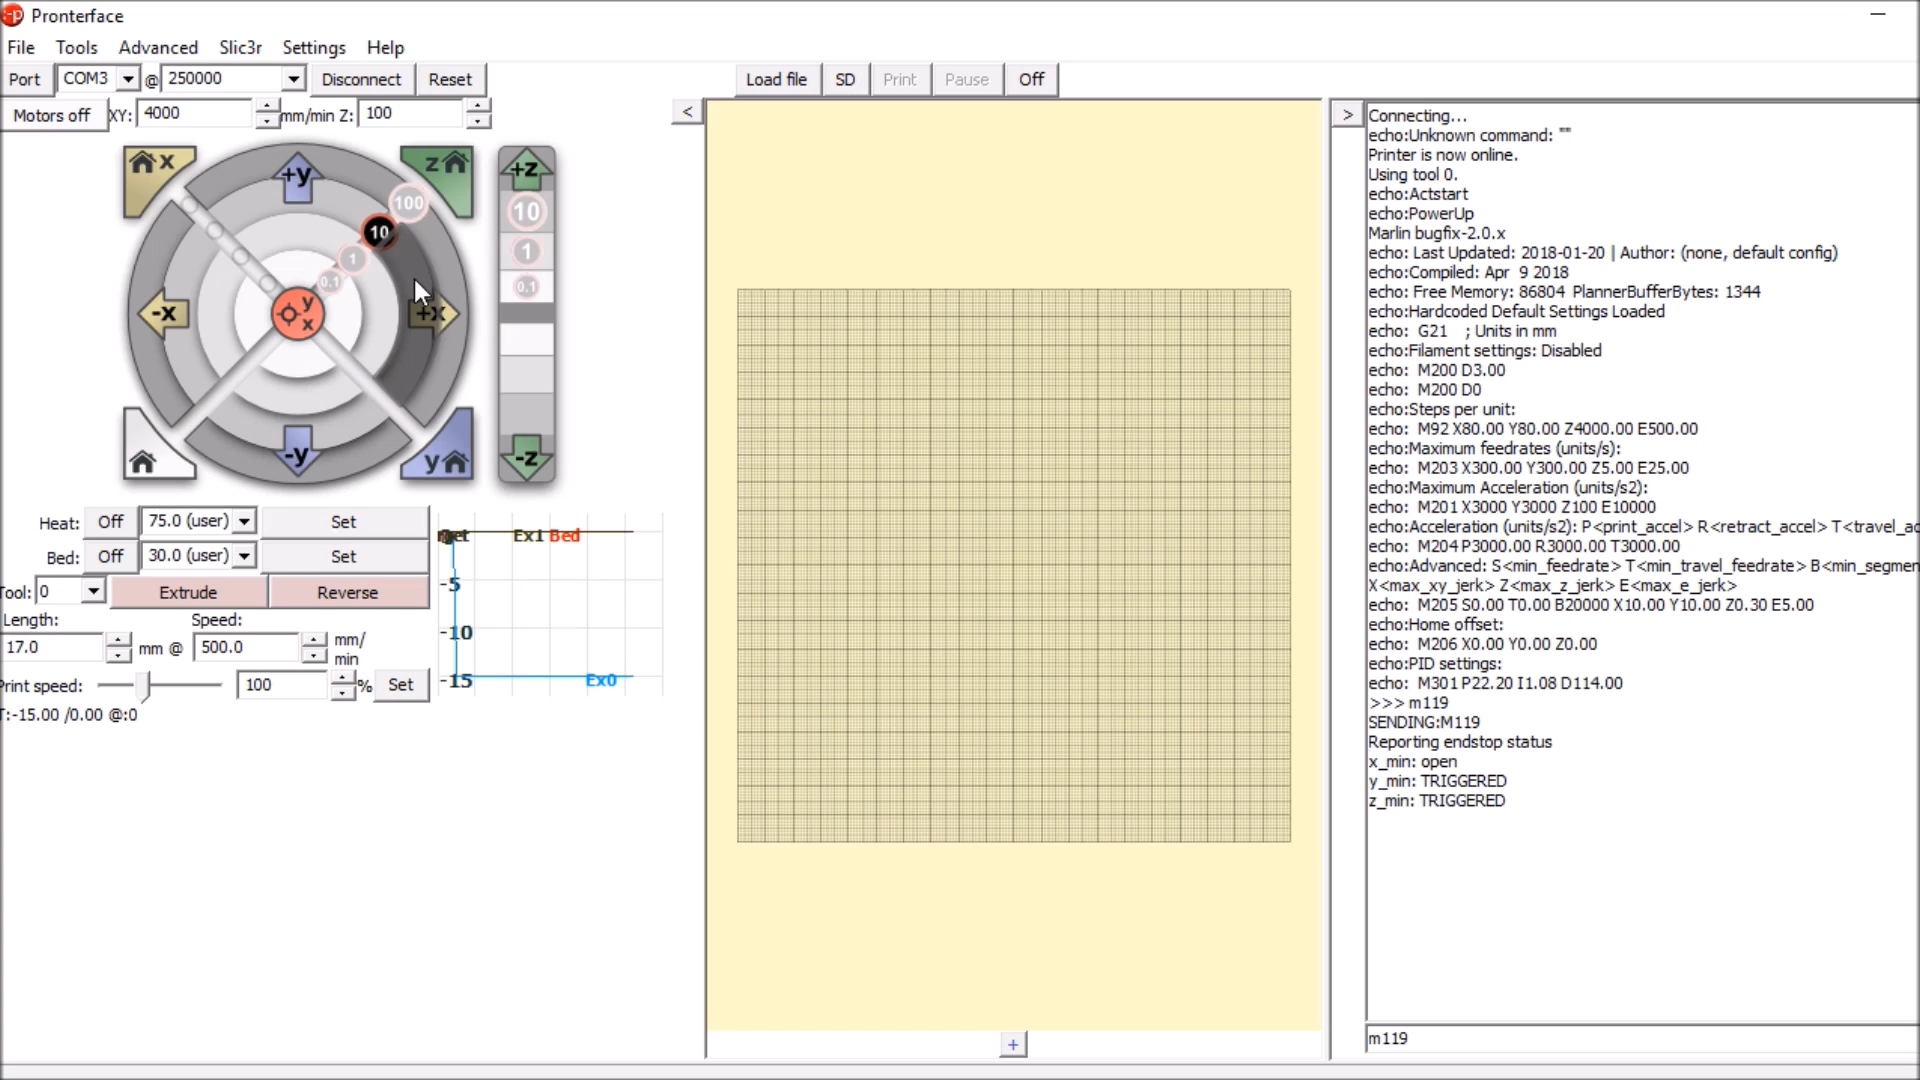 Pronterface
File Tools Advanced Slic3r Settings Help
Port COM3 @ 250000 Disconnect Reset Load file SD Print Pause Off
Motors off XY: 4000 mm/min Z: 100 < >
x z +z
+y
100 10 1 0.1
10 1 0.1
-x y x +x
-y
y -z
Heat: Off 75.0 (user) Set
Bed: Off 30.0 (user) Set
Tool: 0 Extrude Reverse
Length: Speed:
17.0 mm @ 500.0 mm/
min
Print speed: 100 % Set
T:-15.00 /0.00 @:0
Ex1 Bed
-5
-10
-15 Ex0
+
Connecting...
echo:Unknown command: ""
Printer is now online.
Using tool 0.
echo:Actstart
echo:PowerUp
Marlin bugfix-2.0.x
echo: Last Updated: 2018-01-20 | Author: (none, default config)
echo:Compiled: Apr  9 2018
echo: Free Memory: 86804  PlannerBufferBytes: 1344
echo:Hardcoded Default Settings Loaded
echo:  G21    ; Units in mm
echo:Filament settings: Disabled
echo:  M200 D3.00
echo:  M200 D0
echo:Steps per unit:
echo:  M92 X80.00 Y80.00 Z4000.00 E500.00
echo:Maximum feedrates (units/s):
echo:  M203 X300.00 Y300.00 Z5.00 E25.00
echo:Maximum Acceleration (units/s2):
echo:  M201 X3000 Y3000 Z100 E10000
echo:Acceleration (units/s2): P<print_accel> R<retract_accel> T<travel_ac
echo:  M204 P3000.00 R3000.00 T3000.00
echo:Advanced: S<min_feedrate> T<min_travel_feedrate> B<min_segmen
X<max_xy_jerk> Z<max_z_jerk> E<max_e_jerk>
echo:  M205 S0.00 T0.00 B20000 X10.00 Y10.00 Z0.30 E5.00
echo:Home offset:
echo:  M206 X0.00 Y0.00 Z0.00
echo:PID settings:
echo:  M301 P22.20 I1.08 D114.00
>>> m119
SENDING:M119
Reporting endstop status
x_min: open
y_min: TRIGGERED
z_min: TRIGGERED
m119